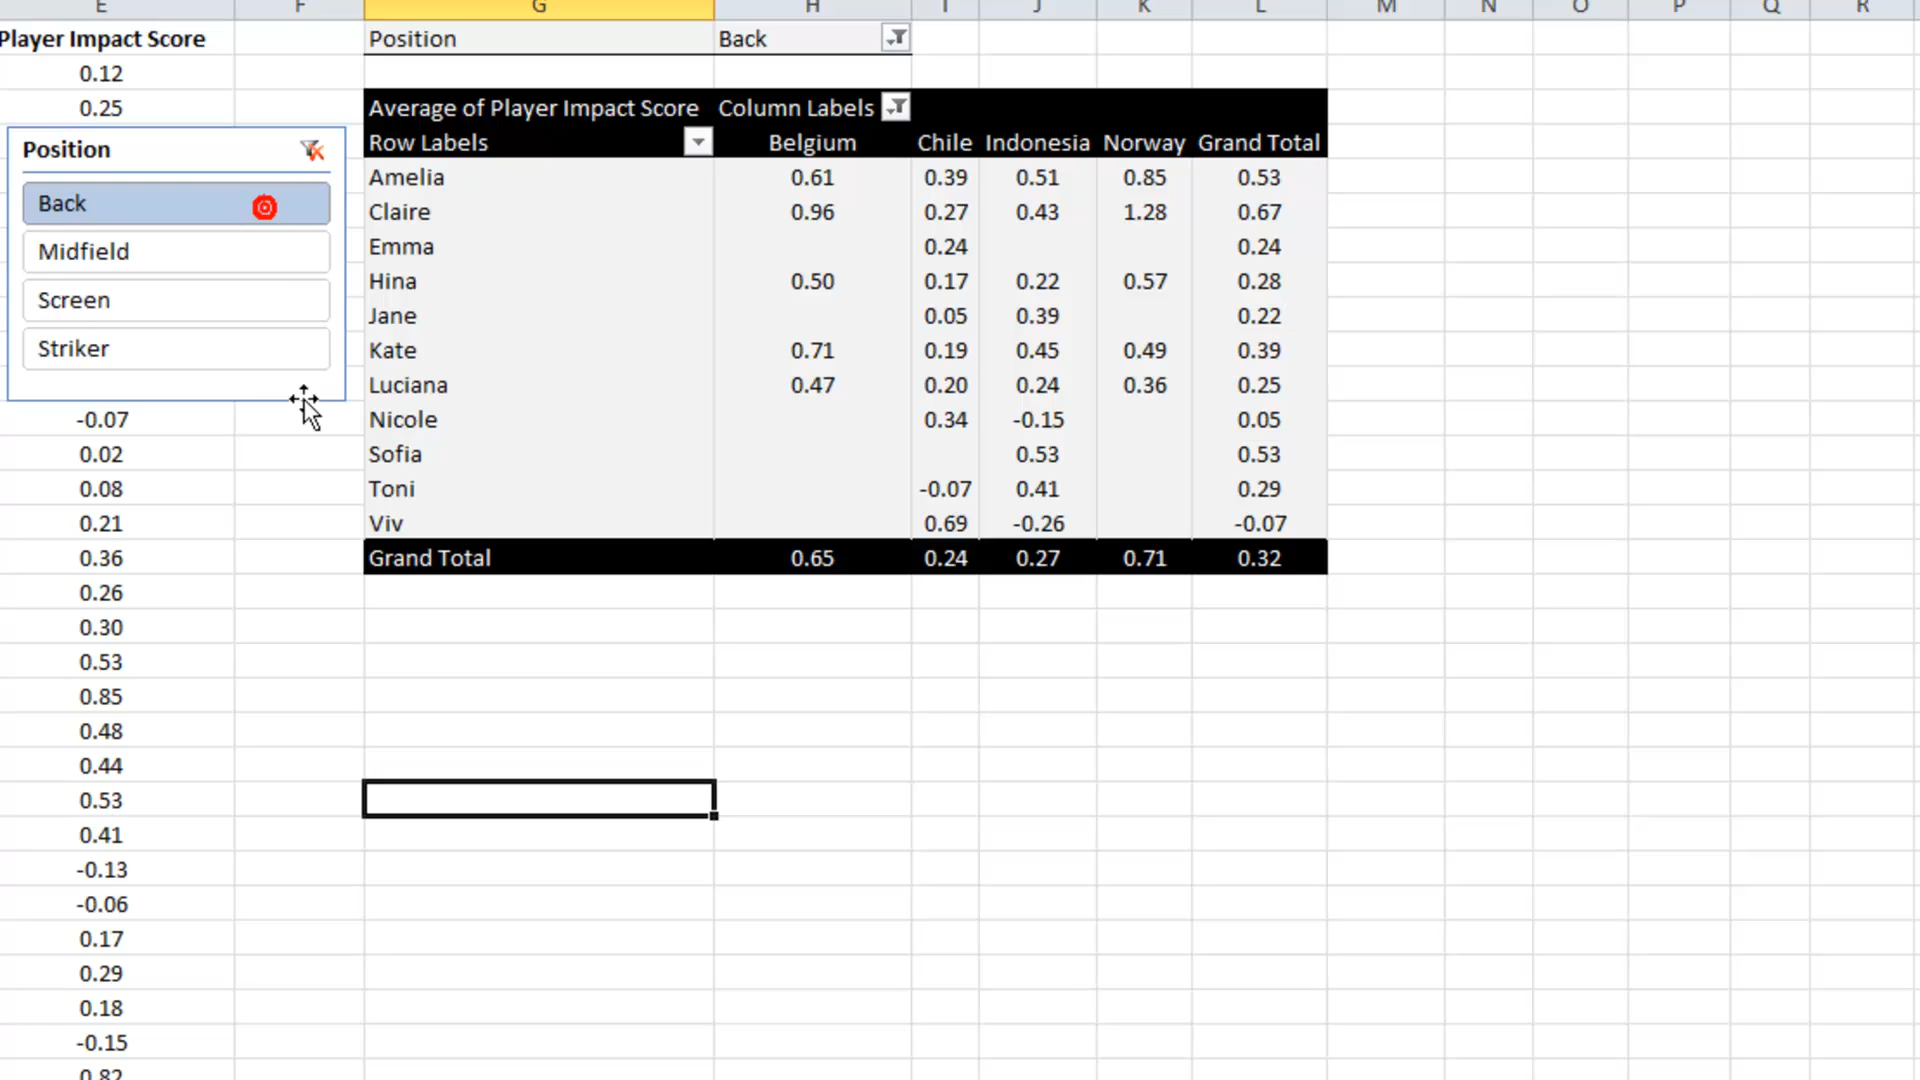 E F G H I J K L M N O P Q R
Player Impact Score Position Back
0.12
0.25 Average of Player Impact Score Column Labels
Position Row Labels Belgium Chile Indonesia Norway Grand Total
Amelia 0.61 0.39 0.51 0.85 0.53
Back Claire 0.96 0.27 0.43 1.28 0.67
Midfield Emma 0.24 0.24
Hina 0.50 0.17 0.22 0.57 0.28
Screen Jane 0.05 0.39 0.22
Striker Kate 0.71 0.19 0.45 0.49 0.39
Luciana 0.47 0.20 0.24 0.36 0.25
-0.07 Nicole 0.34 -0.15 0.05
0.02 Sofia 0.53 0.53
0.08 Toni -0.07 0.41 0.29
0.21 Viv 0.69 -0.26 -0.07
0.36 Grand Total 0.65 0.24 0.27 0.71 0.32
0.26
0.30
0.53
0.85
0.48
0.44
0.53
0.41
-0.13
-0.06
0.17
0.29
0.18
-0.15
0.82